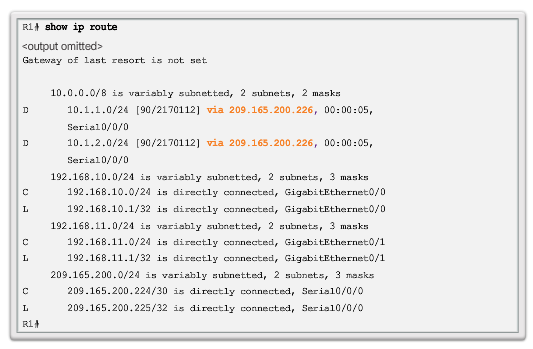 R1# show ip route
<output omitted>
Gateway of last resort is not set
10.0.0.0/8 is variably subnetted, 2 subnets, 2 masks
D 10.1.1.0/24 [90/2170112] via 209.165.200.226, 00:00:05,
Serial0/0/0
D 10.1.2.0/24 [90/2170112] via 209.165.200.226, 00:00:05,
Serial0/0/0
192.168.10.0/24 is variably subnetted, 2 subnets, 3 masks
C 192.168.10.0/24 is directly connected, GigabitEthernet0/0
L 192.168.10.1/32 is directly connected, GigabitEthernet0/0
192.168.11.0/24 is variably subnetted, 2 subnets, 3 masks
C 192.168.11.0/24 is directly connected, GigabitEthernet0/1
L 192.168.11.1/32 is directly connected, GigabitEthernet0/1
209.165.200.0/24 is variably subnetted, 2 subnets, 3 masks
C 209.165.200.224/30 is directly connected, Serial0/0/0
L 209.165.200.225/32 is directly connected, Serial0/0/0
R1#